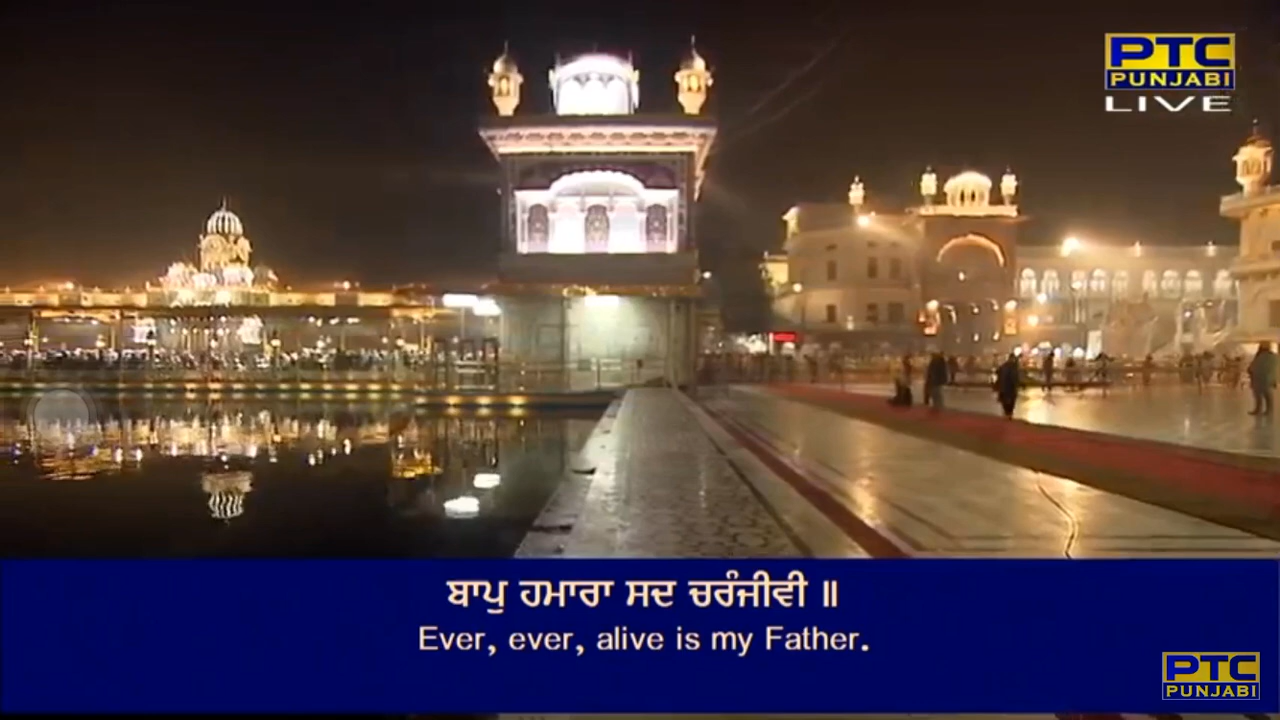 PTC
PUNJABI
LIVE
ਬਾਪੁ ਹਮਾਰਾ ਸਦ ਚਰੰਜੀਵੀ ॥
Ever, ever, alive is my Father.
PTC
PUNJABI